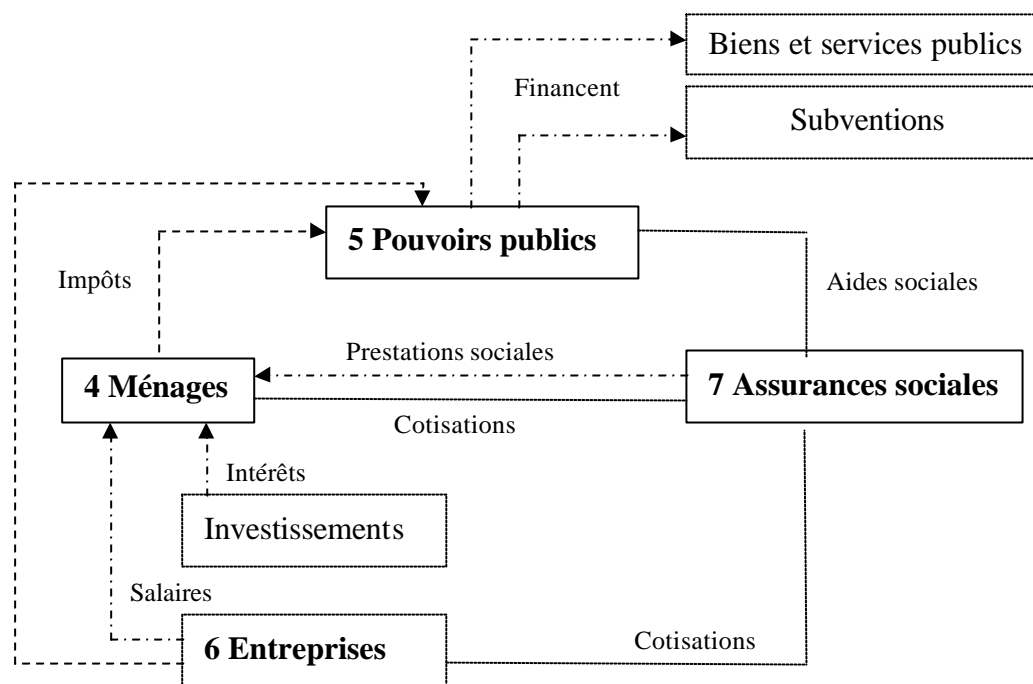 Biens et services publics
Financent
Subventions
5 Pouvoirs publics
Impôts
Aides sociales
Prestations sociales
4 Ménages
7 Assurances sociales
Cotisations
Intérêts
Investissements
Salaires
6 Entreprises
Cotisations